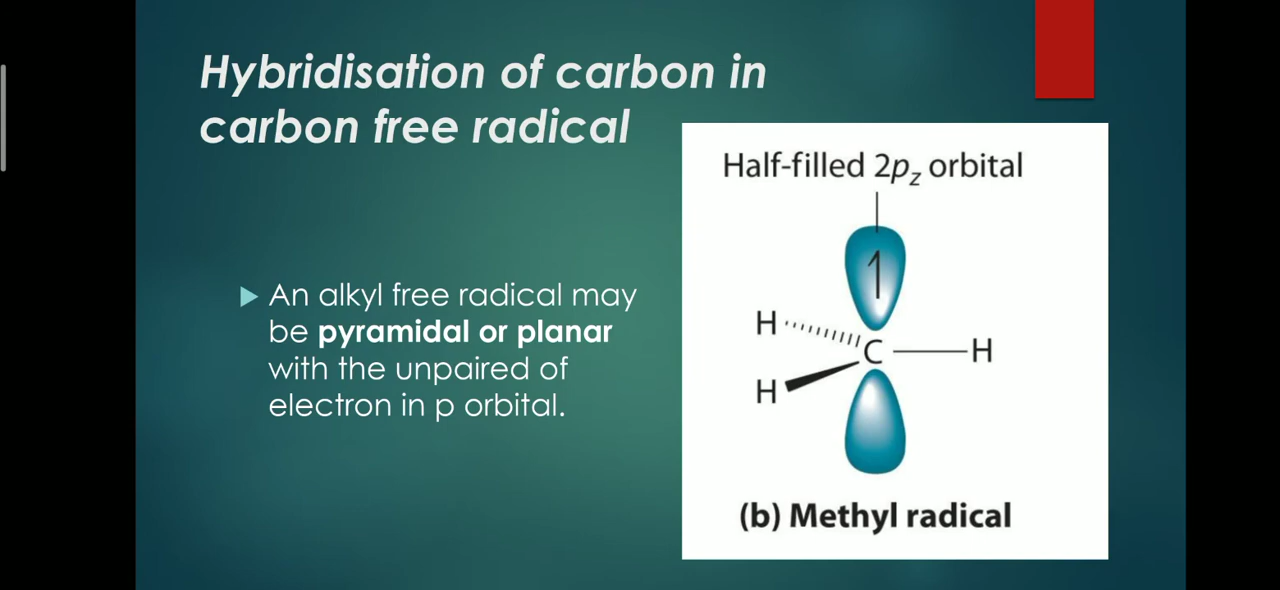 Hybridisation of carbon in
carbon free radical
An alkyl free radical may
be pyramidal or planar
with the unpaired of
electron in p orbital.
Half-filled 2pz orbital
H
C
H
H
(b) Methyl radical